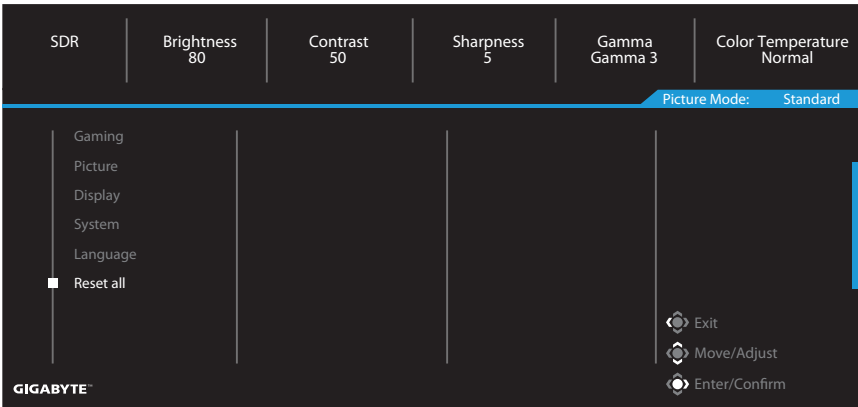 SDR
Brightness
80
Contrast
50
Sharpness
5
Gamma
Gamma 3
Color Temperature
Normal
Picture Mode: Standard
Gaming
Picture
Display
System
Language
Reset all
Exit
Move/Adjust
Enter/Confirm
GIGABYTE™